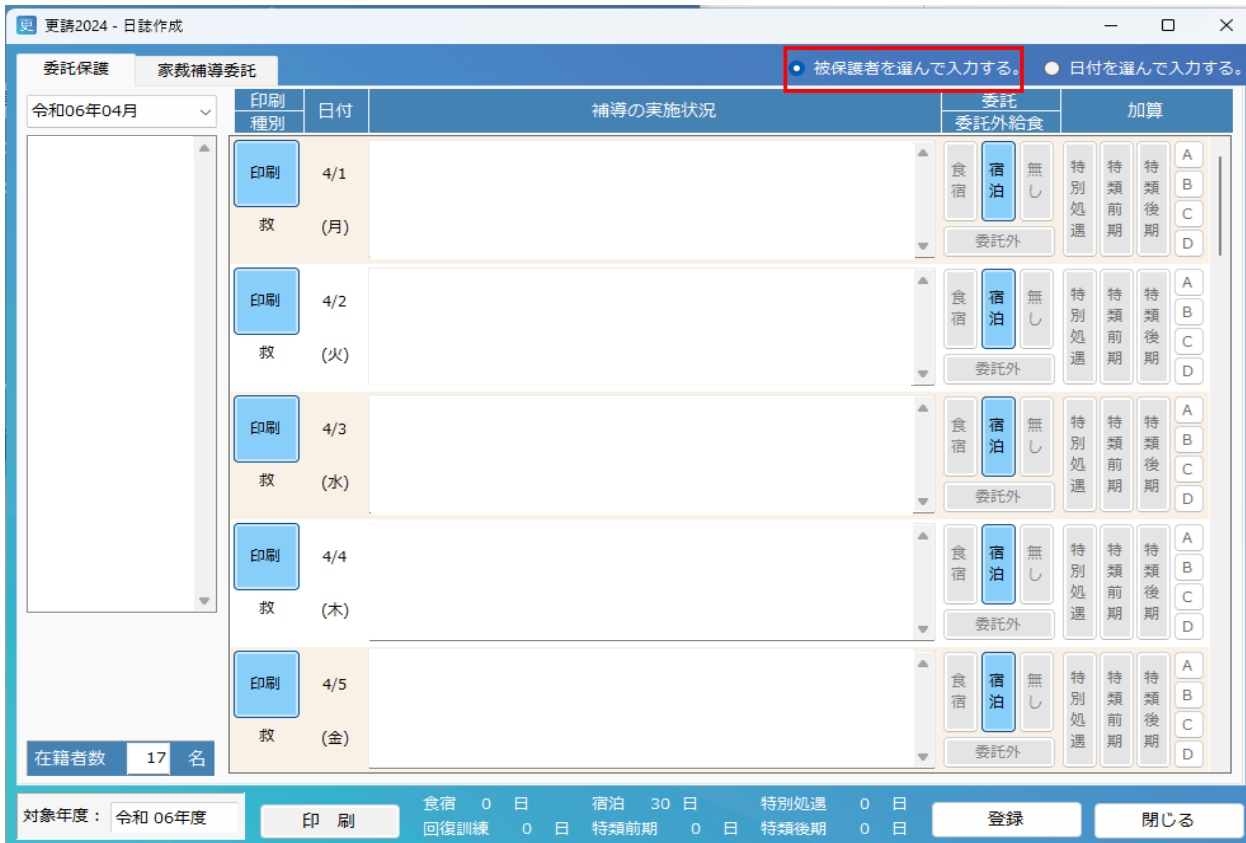 更 更請2024 - 日誌作成
委託保護 家裁補導委託 被保護者を選んで入力する。 日付を選んで入力する。
令和06年04月
印刷 種別 日付 補導の実施状況 委託 委託外給食 加算
印刷 救 4/1 (月) 食宿 宿泊 無し 委託外 特別処遇 特類前期 特類後期 A B C D
印刷 救 4/2 (火) 食宿 宿泊 無し 委託外 特別処遇 特類前期 特類後期 A B C D
印刷 救 4/3 (水) 食宿 宿泊 無し 委託外 特別処遇 特類前期 特類後期 A B C D
印刷 救 4/4 (木) 食宿 宿泊 無し 委託外 特別処遇 特類前期 特類後期 A B C D
印刷 救 4/5 (金) 食宿 宿泊 無し 委託外 特別処遇 特類前期 特類後期 A B C D
在籍者数 17 名
対象年度： 令和 06年度 印 刷
食宿 0 日 宿泊 30 日 特別処遇 0 日
回復訓練 0 日 特類前期 0 日 特類後期 0 日
登録 閉じる